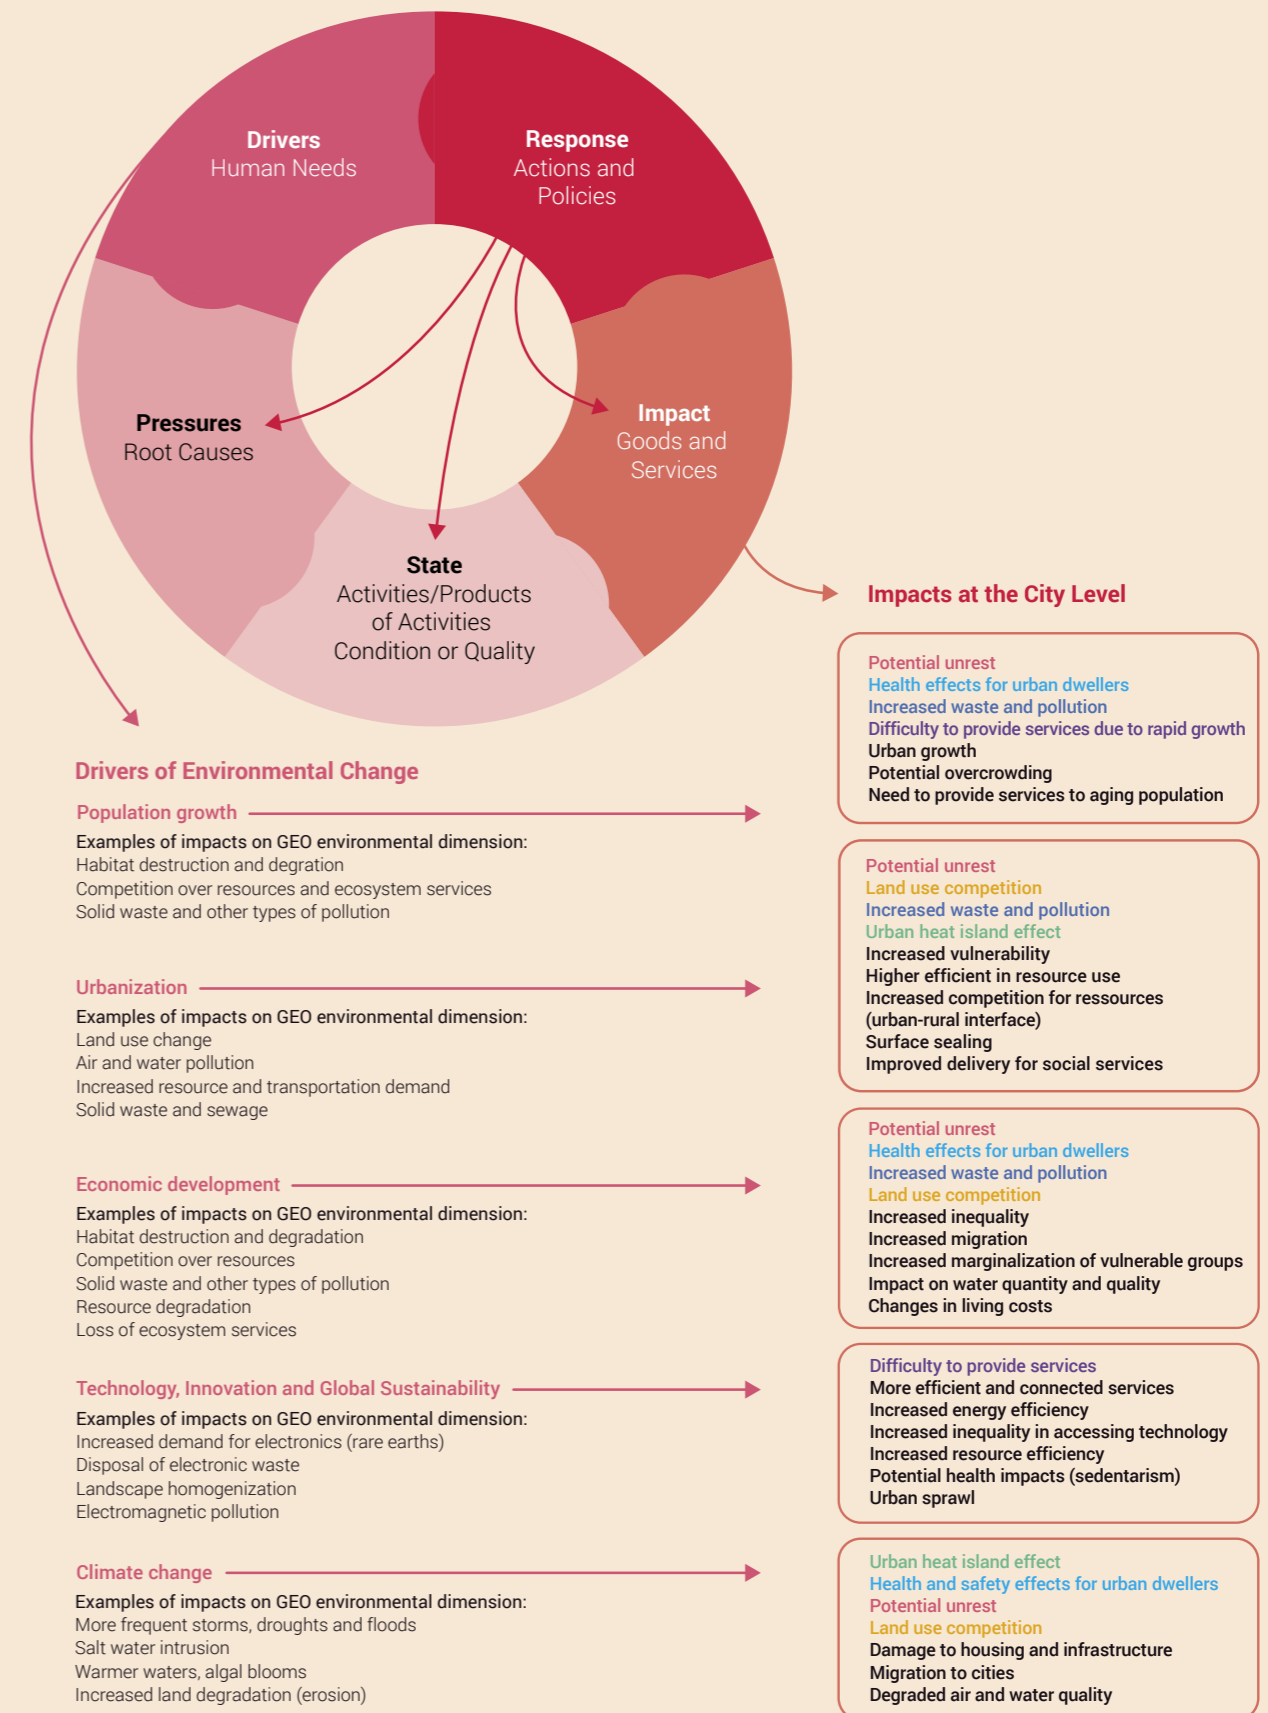 Drivers
Human Needs
Response
Actions and
Policies
Pressures
Root Causes
Impact
Goods and
Services
State
Activities/Products
of Activities
Condition or Quality
Drivers of Environmental Change
Population growth
Examples of impacts on GEO environmental dimension:
Habitat destruction and degration
Competition over resources and ecosystem services
Solid waste and other types of pollution
Urbanization
Examples of impacts on GEO environmental dimension:
Land use change
Air and water pollution
Increased resource and transportation demand
Solid waste and sewage
Economic development
Examples of impacts on GEO environmental dimension:
Habitat destruction and degradation
Competition over resources
Solid waste and other types of pollution
Resource degradation
Loss of ecosystem services
Technology, Innovation and Global Sustainability
Examples of impacts on GEO environmental dimension:
Increased demand for electronics (rare earths)
Disposal of electronic waste
Landscape homogenization
Electromagnetic pollution
Climate change
Examples of impacts on GEO environmental dimension:
More frequent storms, droughts and floods
Salt water intrusion
Warmer waters, algal blooms
Increased land degradation (erosion)
Impacts at the City Level
Potential unrest
Health effects for urban dwellers
Increased waste and pollution
Difficulty to provide services due to rapid growth
Urban growth
Potential overcrowding
Need to provide services to aging population
Potential unrest
Land use competition
Increased waste and pollution
Urban heat island effect
Increased vulnerability
Higher efficient in resource use
Increased competition for ressources
(urban-rural interface)
Surface sealing
Improved delivery for social services
Potential unrest
Health effects for urban dwellers
Increased waste and pollution
Land use competition
Increased inequality
Increased migration
Increased marginalization of vulnerable groups
Impact on water quantity and quality
Changes in living costs
Difficulty to provide services
More efficient and connected services
Increased energy efficiency
Increased inequality in accessing technology
Increased resource efficiency
Potential health impacts (sedentarism)
Urban sprawl
Urban heat island effect
Health and safety effects for urban dwellers
Potential unrest
Land use competition
Damage to housing and infrastructure
Migration to cities
Degraded air and water quality